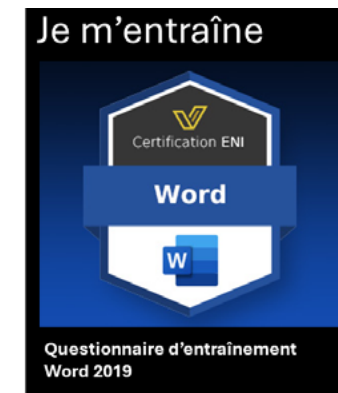 Je m’entraîne
Certification ENI
Word
W
Questionnaire d’entraînement
Word 2019